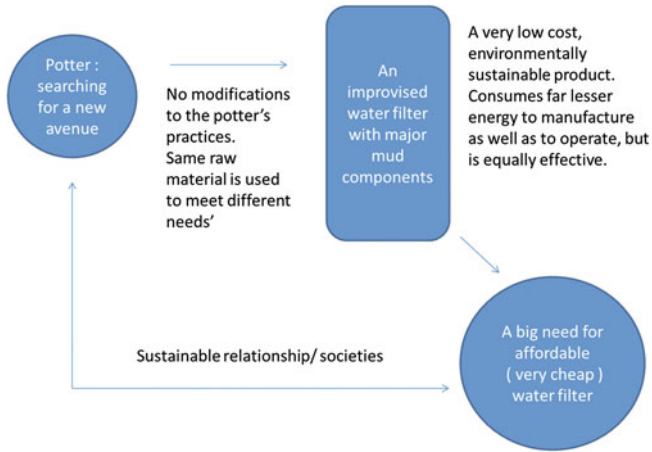 Potter :
searching
for a new
avenue
No modifications
to the potter's
practices.
Same raw
material is used
to meet different
needs'
An
improvised
water filter
with major
mud
components
A very low cost,
environmentally
sustainable product.
Consumes far lesser
energy to manufacture
as well as to operate, but
is equally effective.
Sustainable relationship/ societies
A big need for
affordable
( very cheap )
water filter